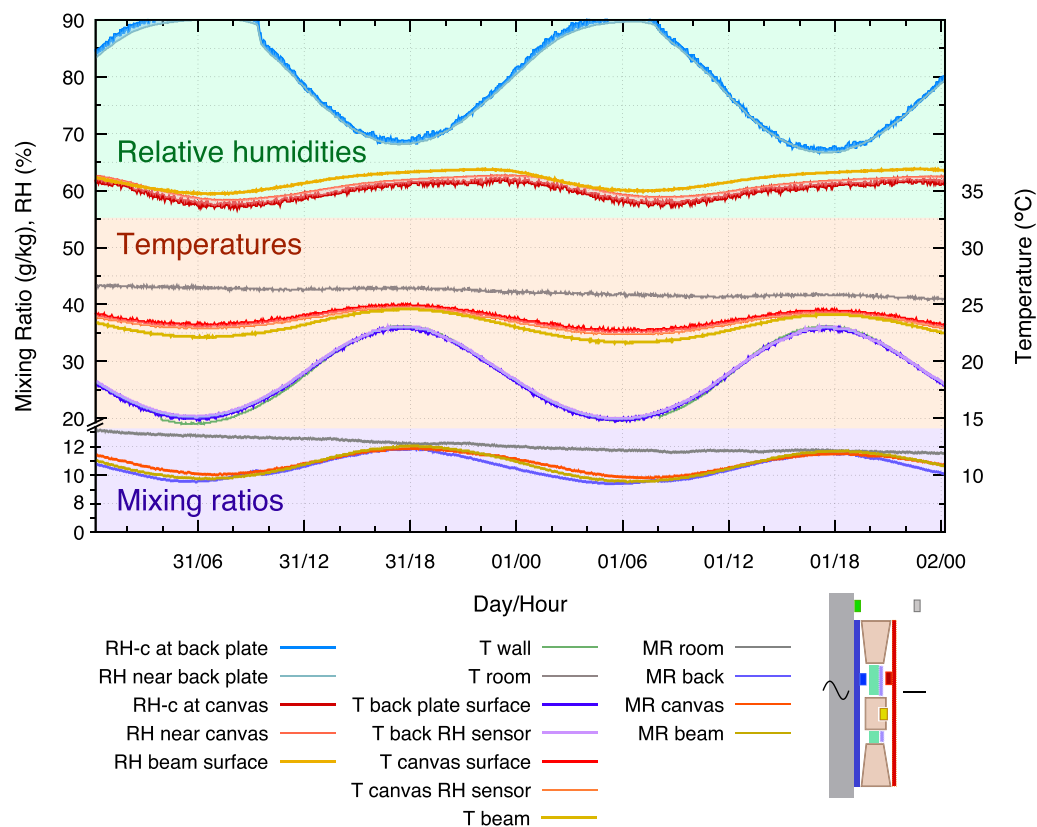 90
80
70
60
50
40
30
20
12
10
8
0
Mixing Ratio (g/kg), RH (%)
Relative humidities
Temperatures
Mixing ratios
35
30
25
20
15
10
Temperature (ºC)
31/06 31/12 31/18 01/00 01/06 01/12 01/18 02/00
Day/Hour
RH-c at back plate
RH near back plate
RH-c at canvas
RH near canvas
RH beam surface
T wall
T room
T back plate surface
T back RH sensor
T canvas surface
T canvas RH sensor
T beam
MR room
MR back
MR canvas
MR beam